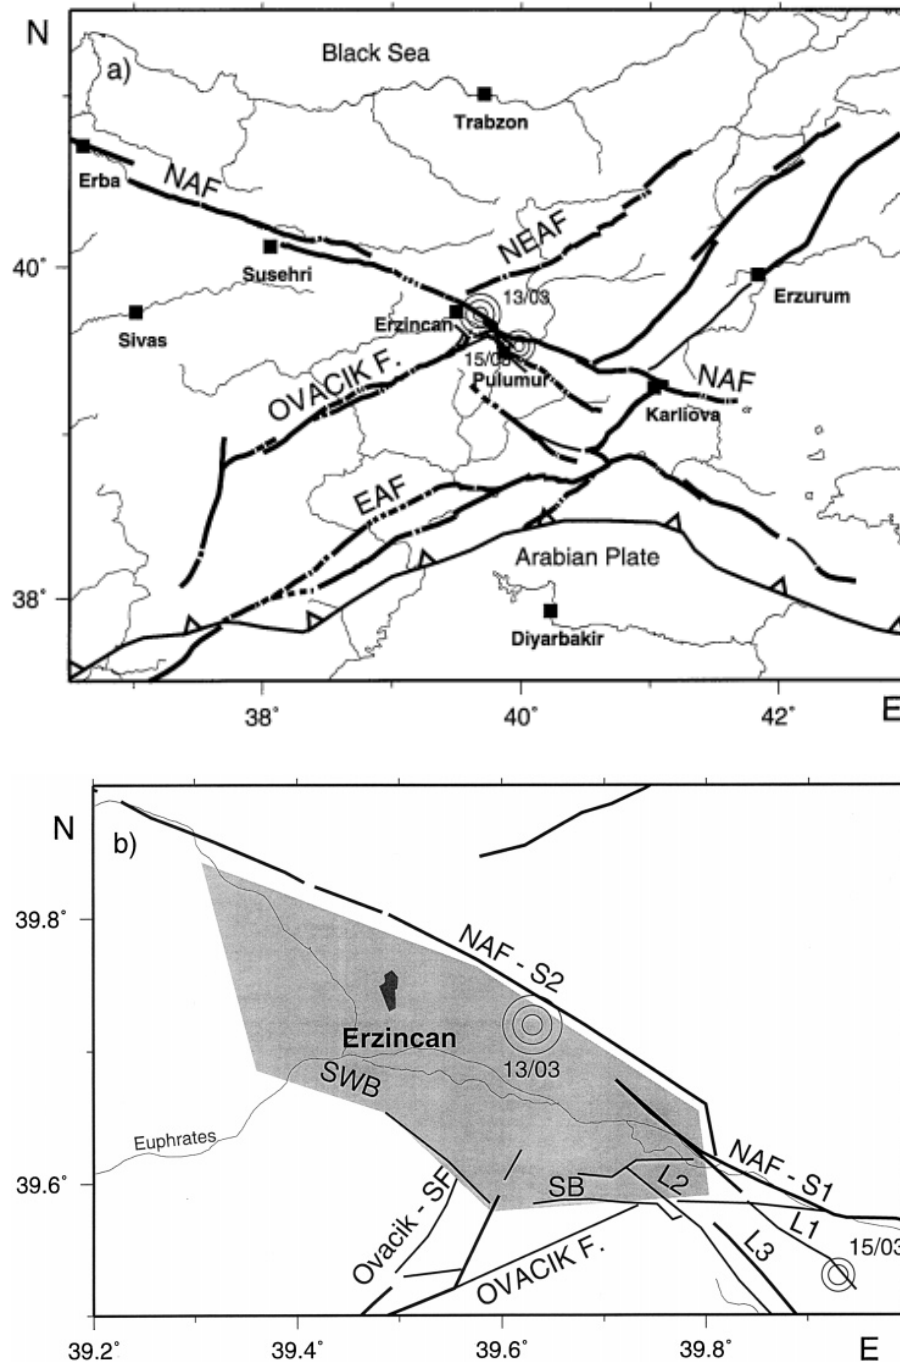 N
a)
Black Sea
Trabzon
Erba
NAF
NEAF
Susehri
40°
13/03
Erzurum
Sivas
Erzincan
15/03
Pulumur
OVACIK F.
NAF
Karliova
EAF
Arabian Plate
38°
Diyarbakir
38°
40°
42°
E
N
b)
39.8°
NAF - S2
Erzincan
13/03
SWB
Euphrates
NAF - S1
39.6°
SB
L2
L1
Ovacik - SF
L3
15/03
OVACIK F.
39.2°
39.4°
39.6°
39.8°
E